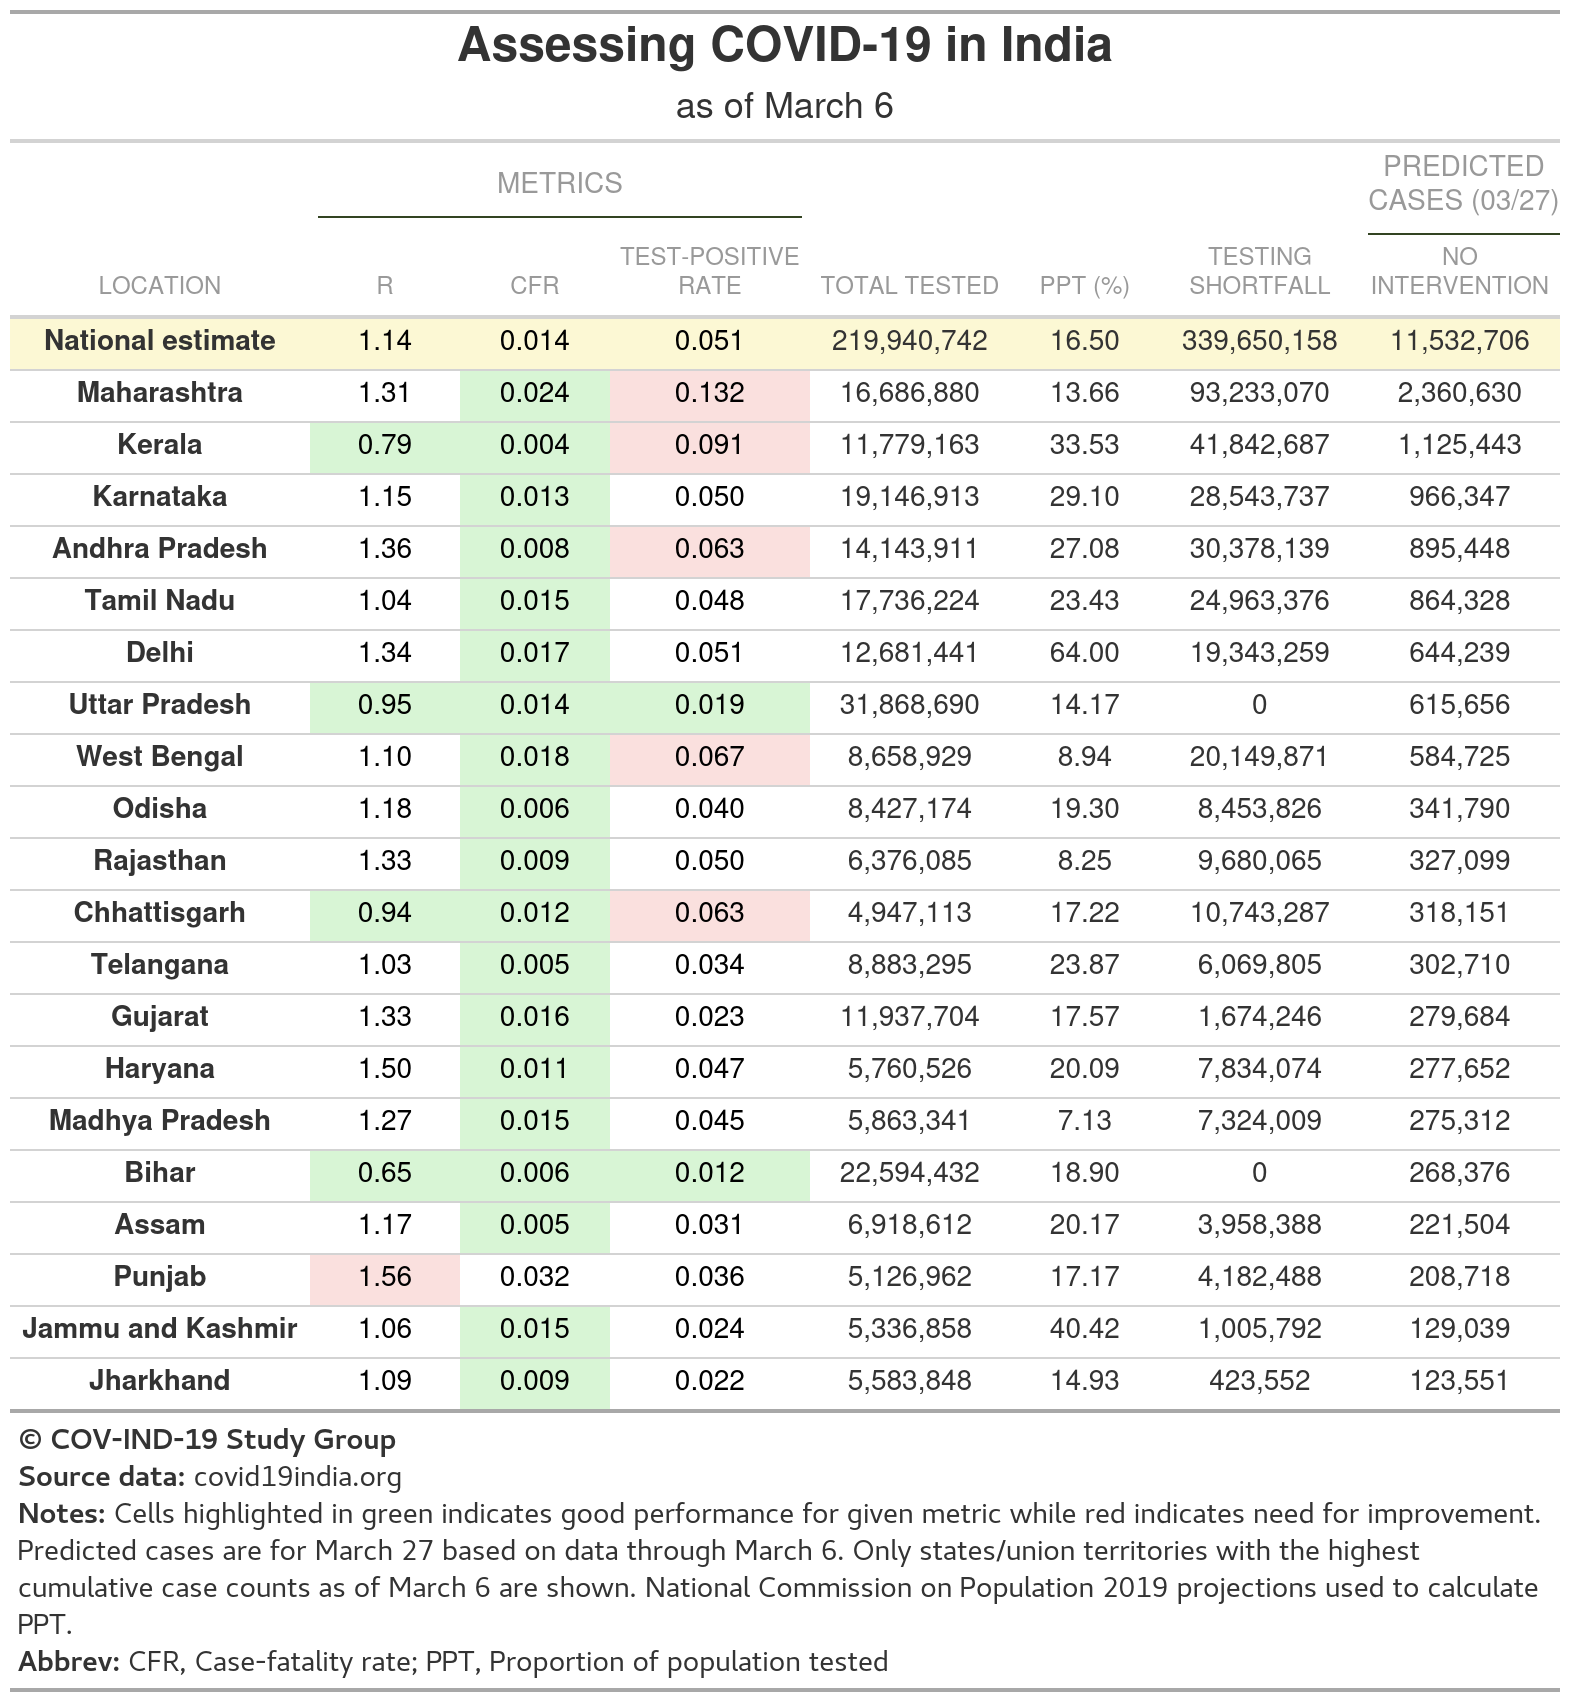 Assessing COVID-19 in India
as of March 6
METRICS
PREDICTED
CASES (03/27)
LOCATION R CFR TEST-POSITIVE RATE TOTAL TESTED PPT (%) TESTING SHORTFALL NO INTERVENTION
National estimate 1.14 0.014 0.051 219,940,742 16.50 339,650,158 11,532,706
Maharashtra 1.31 0.024 0.132 16,686,880 13.66 93,233,070 2,360,630
Kerala 0.79 0.004 0.091 11,779,163 33.53 41,842,687 1,125,443
Karnataka 1.15 0.013 0.050 19,146,913 29.10 28,543,737 966,347
Andhra Pradesh 1.36 0.008 0.063 14,143,911 27.08 30,378,139 895,448
Tamil Nadu 1.04 0.015 0.048 17,736,224 23.43 24,963,376 864,328
Delhi 1.34 0.017 0.051 12,681,441 64.00 19,343,259 644,239
Uttar Pradesh 0.95 0.014 0.019 31,868,690 14.17 0 615,656
West Bengal 1.10 0.018 0.067 8,658,929 8.94 20,149,871 584,725
Odisha 1.18 0.006 0.040 8,427,174 19.30 8,453,826 341,790
Rajasthan 1.33 0.009 0.050 6,376,085 8.25 9,680,065 327,099
Chhattisgarh 0.94 0.012 0.063 4,947,113 17.22 10,743,287 318,151
Telangana 1.03 0.005 0.034 8,883,295 23.87 6,069,805 302,710
Gujarat 1.33 0.016 0.023 11,937,704 17.57 1,674,246 279,684
Haryana 1.50 0.011 0.047 5,760,526 20.09 7,834,074 277,652
Madhya Pradesh 1.27 0.015 0.045 5,863,341 7.13 7,324,009 275,312
Bihar 0.65 0.006 0.012 22,594,432 18.90 0 268,376
Assam 1.17 0.005 0.031 6,918,612 20.17 3,958,388 221,504
Punjab 1.56 0.032 0.036 5,126,962 17.17 4,182,488 208,718
Jammu and Kashmir 1.06 0.015 0.024 5,336,858 40.42 1,005,792 129,039
Jharkhand 1.09 0.009 0.022 5,583,848 14.93 423,552 123,551
© COV-IND-19 Study Group
Source data: covid19india.org
Notes: Cells highlighted in green indicates good performance for given metric while red indicates need for improvement.
Predicted cases are for March 27 based on data through March 6. Only states/union territories with the highest
cumulative case counts as of March 6 are shown. National Commission on Population 2019 projections used to calculate
PPT.
Abbrev: CFR, Case-fatality rate; PPT, Proportion of population tested